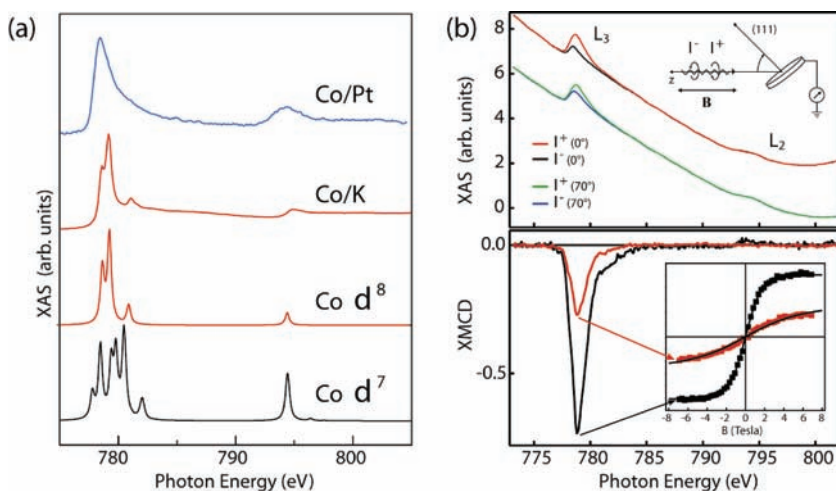 (a)
XAS (arb. units)
Co/Pt
Co/K
Co d⁸
Co d⁷
780 790 800
Photon Energy (eV)
(b)
8
6
4
2
0
XAS (arb. units)
L₃
L₂
I⁻ I⁺
(111)
z
B
I⁺ (0°)
I⁻ (0°)
I⁺ (70°)
I⁻ (70°)
0.0
-0.5
XMCD
-8 -6 -4 -2 0 2 4 6 8
B (Tesla)
775 780 785 790 795 800
Photon Energy (eV)